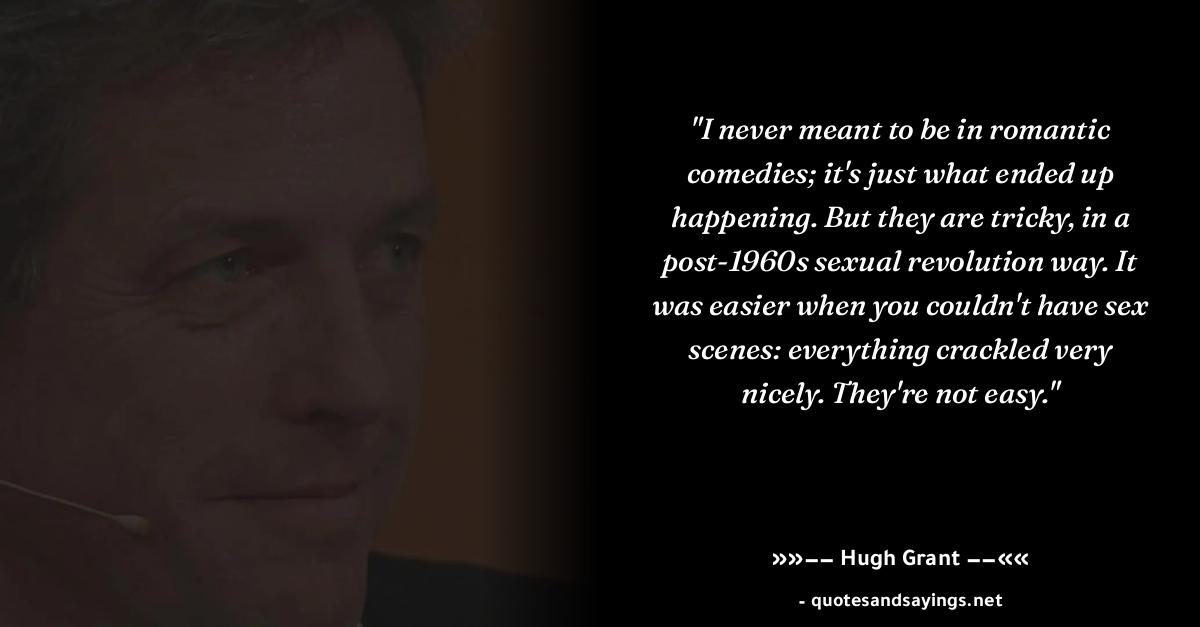 "I never meant to be in romantic
comedies; it's just what ended up
happening. But they are tricky, in a
post-1960s sexual revolution way. It
was easier when you couldn't have sex
scenes: everything crackled very
nicely. They're not easy."
»»–– Hugh Grant ––««
- quotesandsayings.net